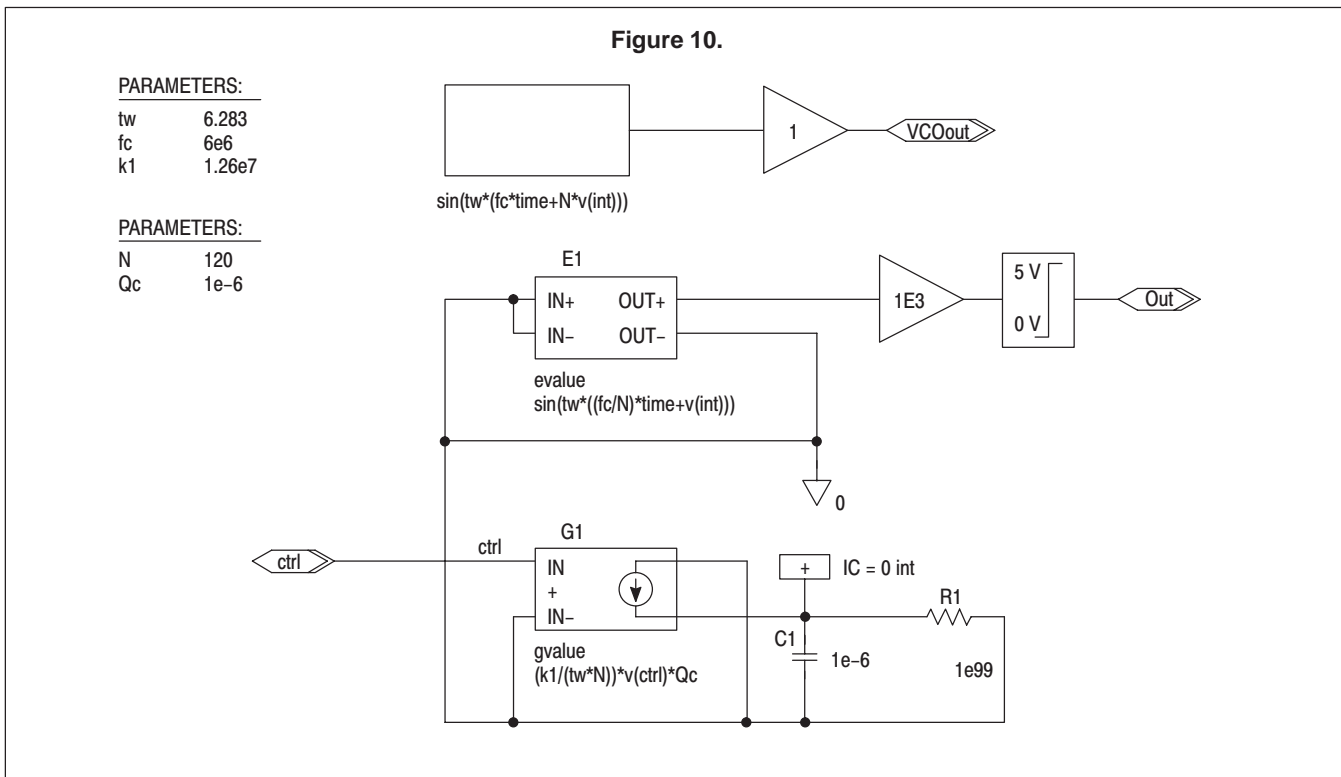 Figure 10.
PARAMETERS:
tw 6.283
fc 6e6
k1 1.26e7
PARAMETERS:
N 120
Qc 1e−6
1
VCOout
sin(tw*(fc*time+N*v(int)))
E1
IN+ OUT+
IN− OUT−
evalue
sin(tw*((fc/N)*time+v(int)))
1E3
5 V
0 V
Out
0
ctrl
ctrl
G1
IN
+
IN−
gvalue
(k1/(tw*N))*v(ctrl)*Qc
+ IC = 0 int
R1
1e99
C1
1e−6